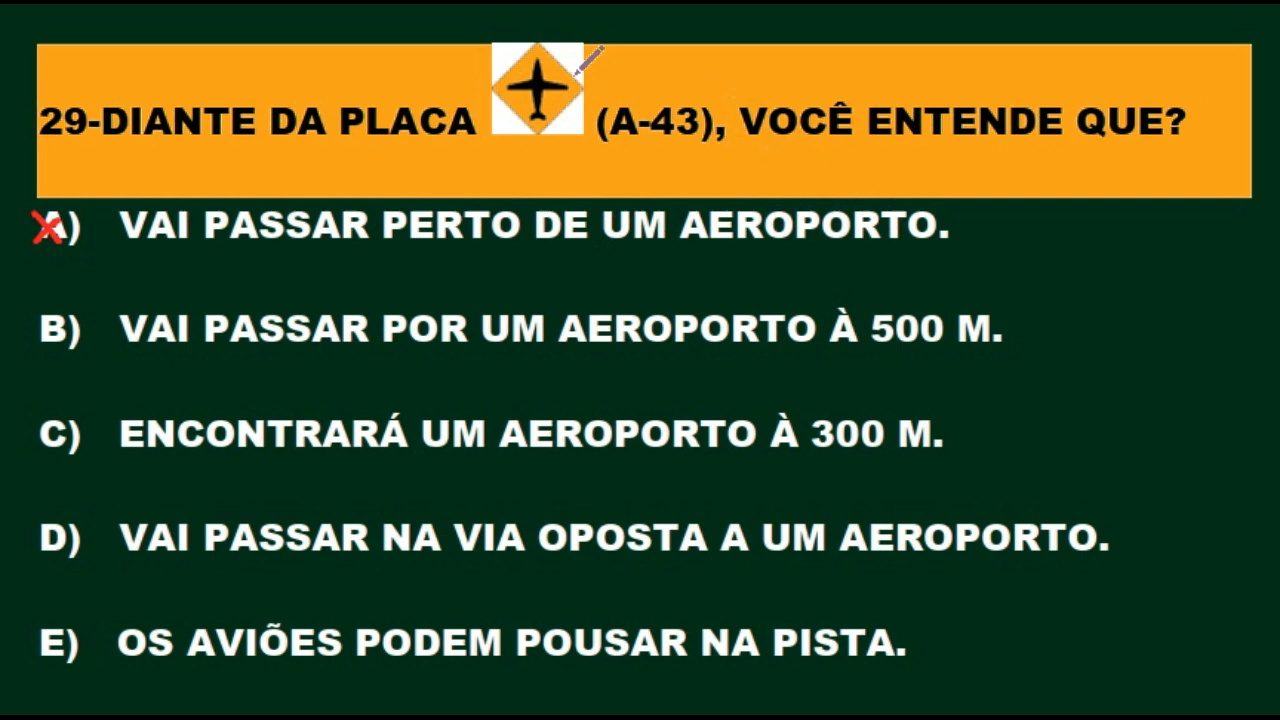 29-DIANTE DA PLACA (A-43), VOCÊ ENTENDE QUE?
A) VAI PASSAR PERTO DE UM AEROPORTO.
B) VAI PASSAR POR UM AEROPORTO À 500 M.
C) ENCONTRARÁ UM AEROPORTO À 300 M.
D) VAI PASSAR NA VIA OPOSTA A UM AEROPORTO.
E) OS AVIÕES PODEM POUSAR NA PISTA.